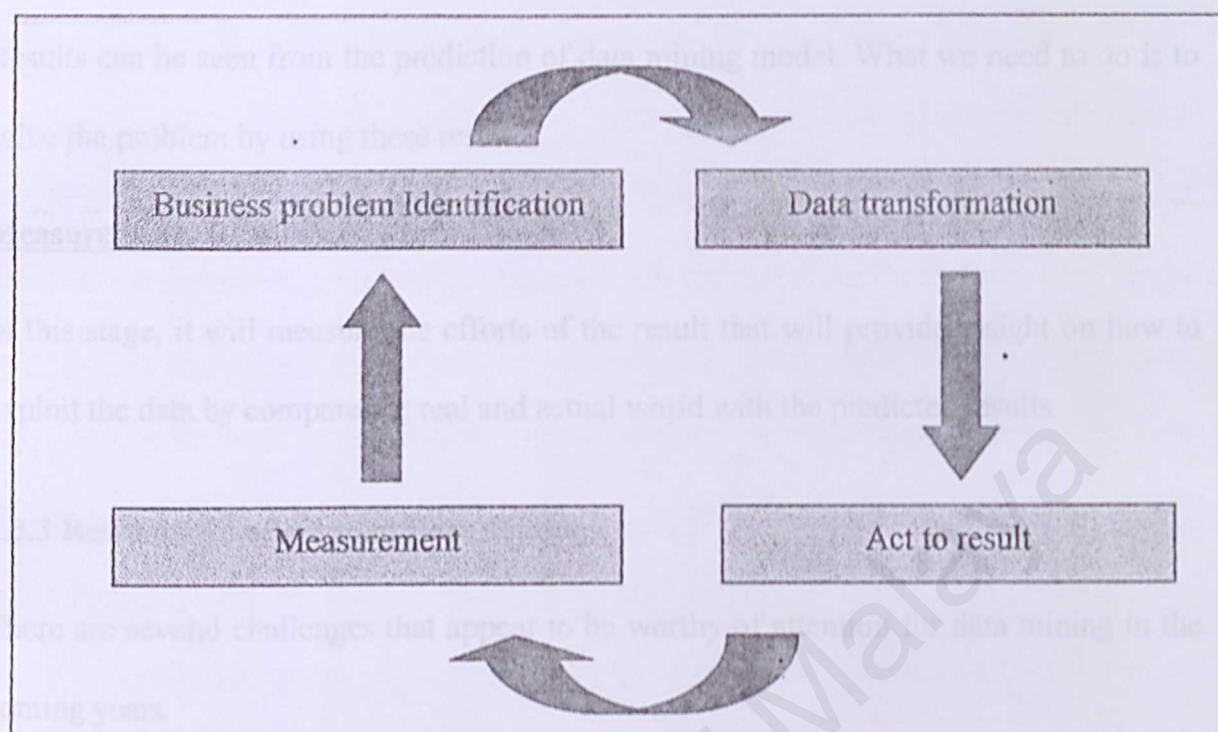 Results can be seen from the prediction of data mining model. What we need to do is to
solve the problem by using these
Business problem Identification
Data transformation
this stage, it will measure efforts of the result that will provide insight on how to
exploit the data by compare real and actual world with the predicted results
Measurement
Act to result
There are several challenges that appear to be worthy of attention data mining in the
coming years.
Malaya